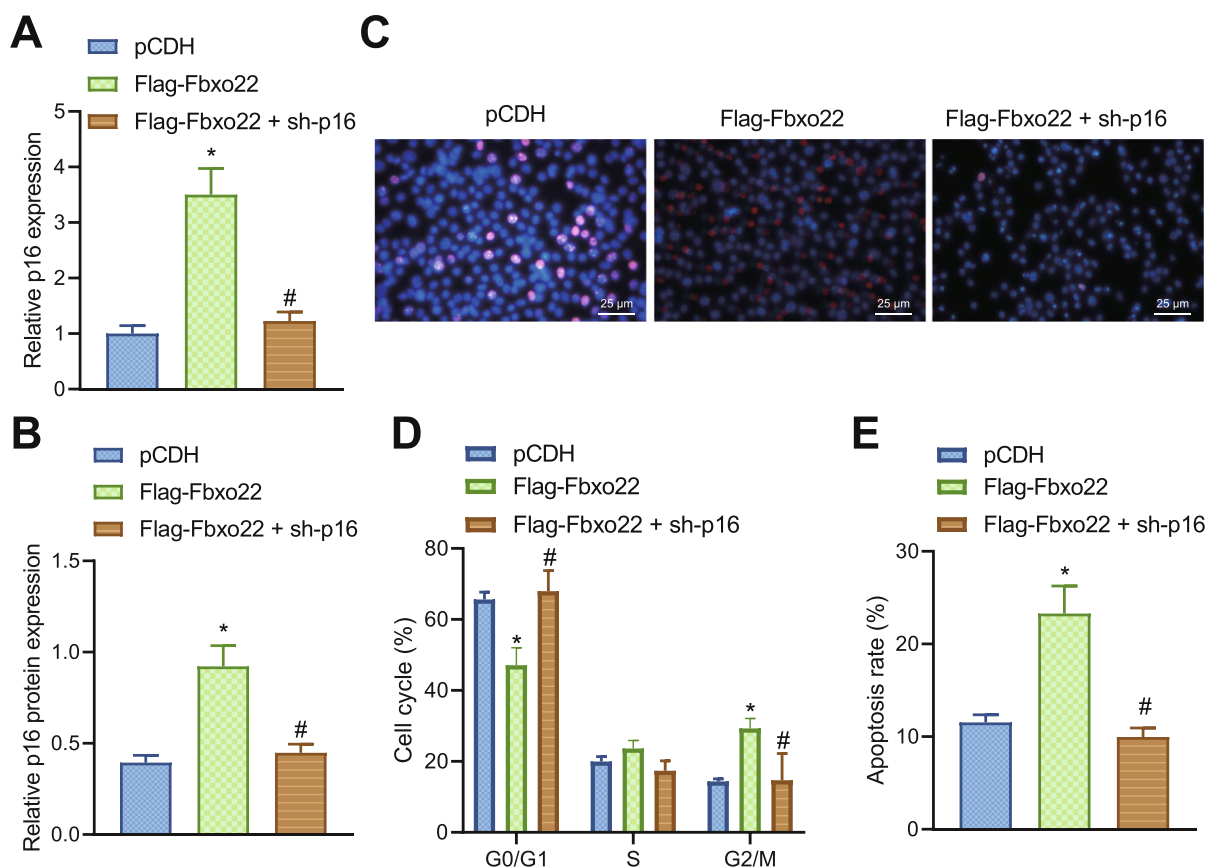 A
pCDH
Flag-Fbxo22
Flag-Fbxo22 + sh-p16
Relative p16 expression
5
4
3
2
1
0
*
#
C
pCDH
Flag-Fbxo22
Flag-Fbxo22 + sh-p16
25 µm
25 µm
25 µm
B
pCDH
Flag-Fbxo22
Flag-Fbxo22 + sh-p16
Relative p16 protein expression
1.5
1.0
0.5
0.0
*
#
D
pCDH
Flag-Fbxo22
Flag-Fbxo22 + sh-p16
Cell cycle (%)
80
60
40
20
0
*
#
*
#
G0/G1
S
G2/M
E
pCDH
Flag-Fbxo22
Flag-Fbxo22 + sh-p16
Apoptosis rate (%)
30
20
10
0
*
#